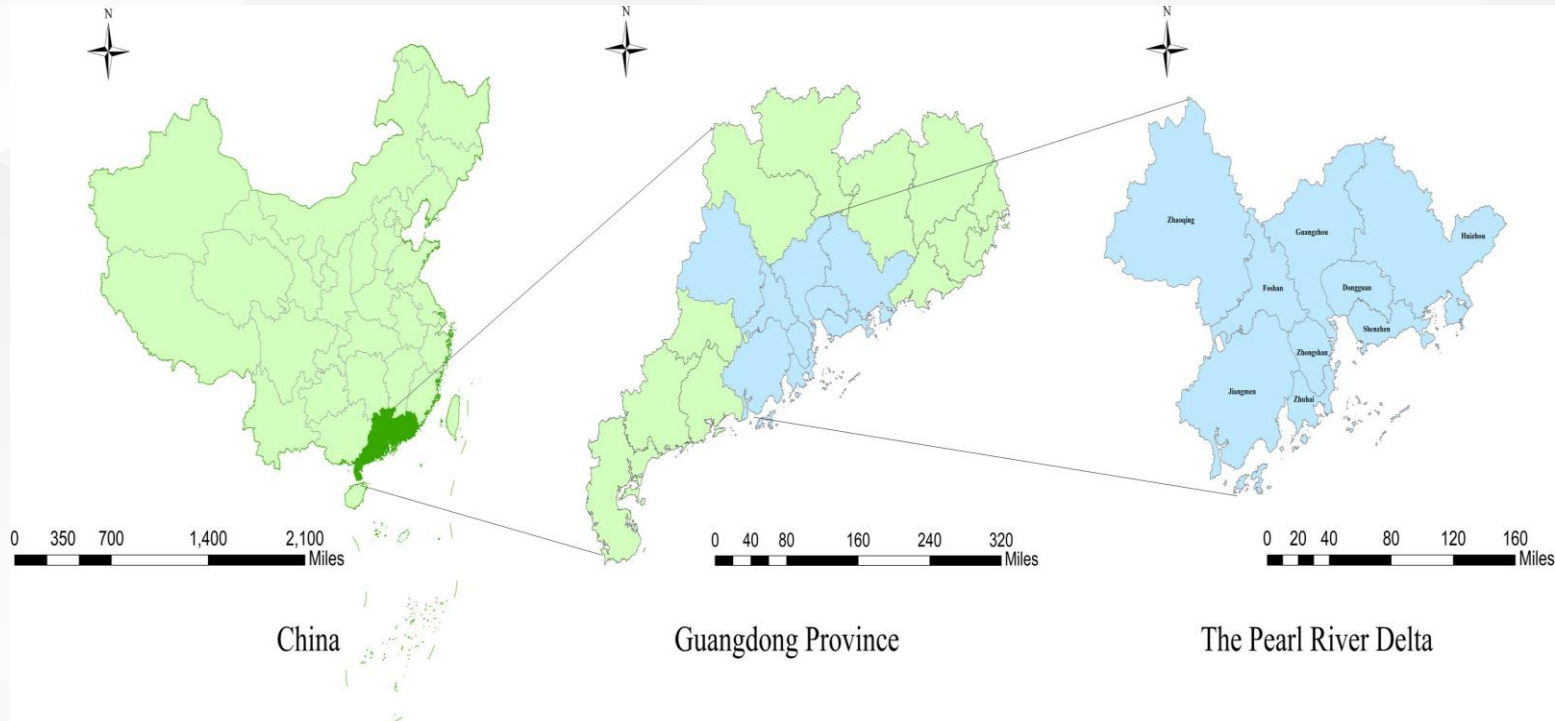 N
N
N
Zhaoqing
Guangzhou
Huizhou
Foshan
Dongguan
Shenzhen
Zhongshan
Jiangmen
Zhuhai
0 350 700 1,400 2,100
Miles
0 40 80 160 240 320
Miles
0 20 40 80 120 160
Miles
China
Guangdong Province
The Pearl River Delta